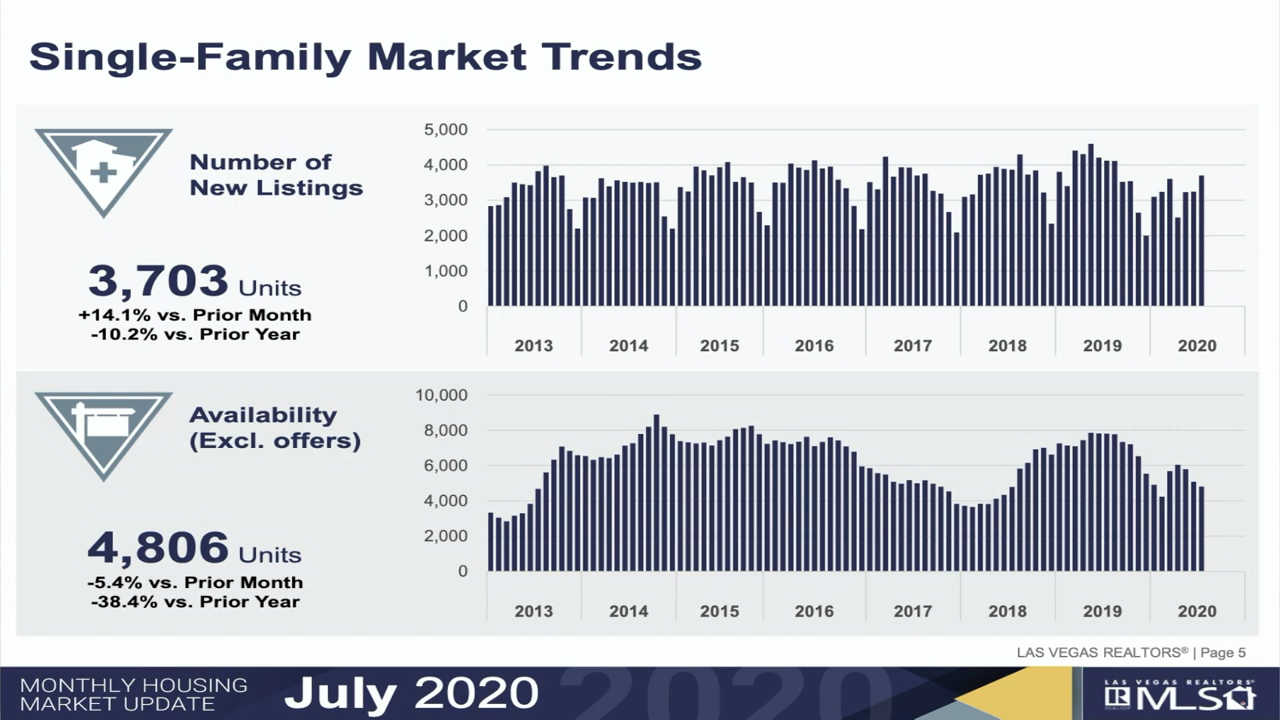 Single-Family Market Trends
Number of
New Listings
3,703 Units
+14.1% vs. Prior Month
-10.2% vs. Prior Year
5,000
4,000
3,000
2,000
1,000
0
2013 2014 2015 2016 2017 2018 2019 2020
Availability
(Excl. offers)
4,806 Units
-5.4% vs. Prior Month
-38.4% vs. Prior Year
10,000
8,000
6,000
4,000
2,000
0
2013 2014 2015 2016 2017 2018 2019 2020
LAS VEGAS REALTORS® | Page 5
MONTHLY HOUSING
MARKET UPDATE
July 2020
2020
LAS VEGAS REALTORS®
REALTOR® MLS